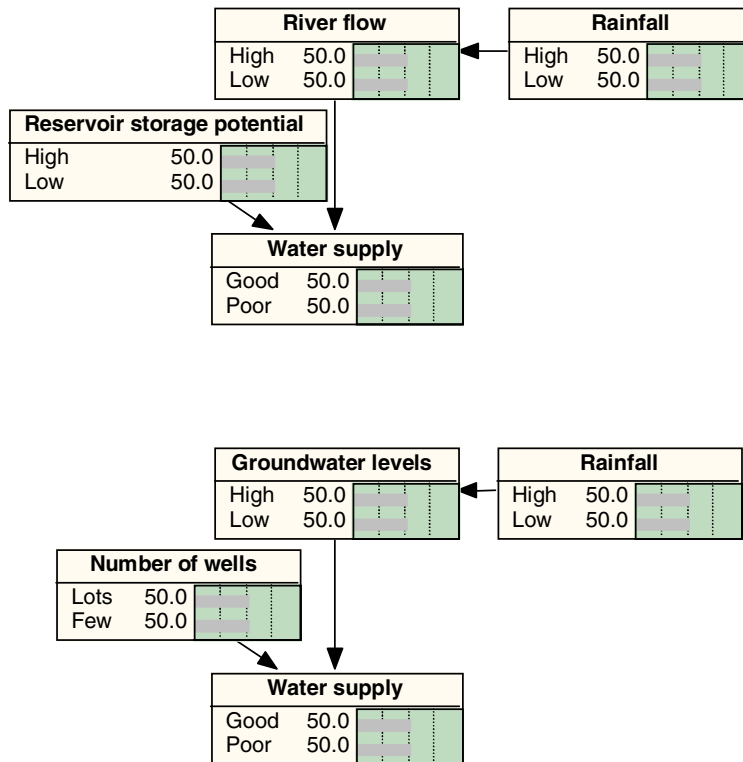 River flow
High 50.0
Low 50.0
Rainfall
High 50.0
Low 50.0
Reservoir storage potential
High 50.0
Low 50.0
Water supply
Good 50.0
Poor 50.0
Groundwater levels
High 50.0
Low 50.0
Rainfall
High 50.0
Low 50.0
Number of wells
Lots 50.0
Few 50.0
Water supply
Good 50.0
Poor 50.0